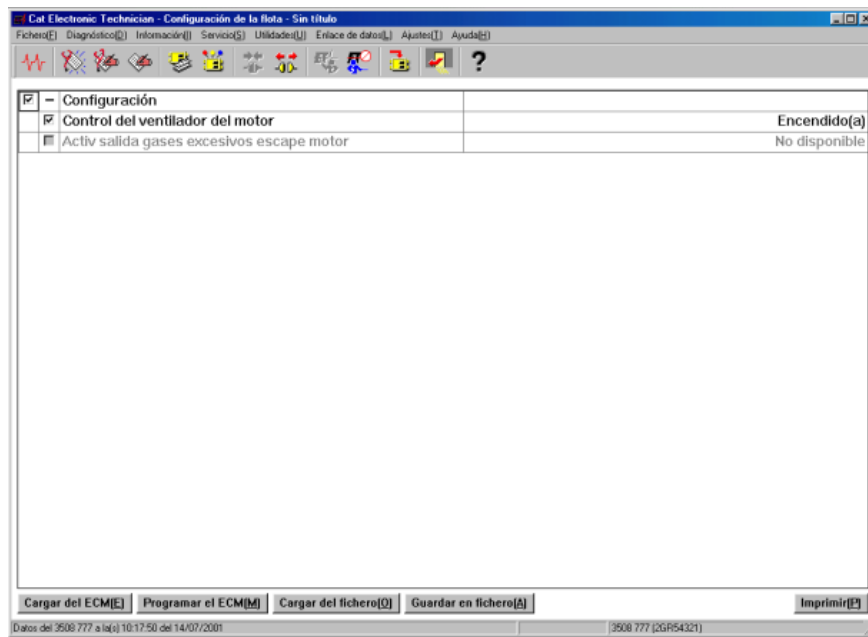 Cat Electronic Technician - Configuración de la flota - Sin título
Fichero[F] Diagnóstico[D] Información[I] Servicio[S] Utilidades[U] Enlace de datos[L] Ajustes[T] Ayuda[H]
Configuración
Control del ventilador del motor Encendido(a)
Activ salida gases excesivos escape motor No disponible
Cargar del ECM[E] Programar el ECM[M] Cargar del fichero[O] Guardar en fichero[A] Imprimir[P]
Datos del 3508 777 a la(s) 10:17:50 del 14/07/2001 3508 777 (2GR54321)